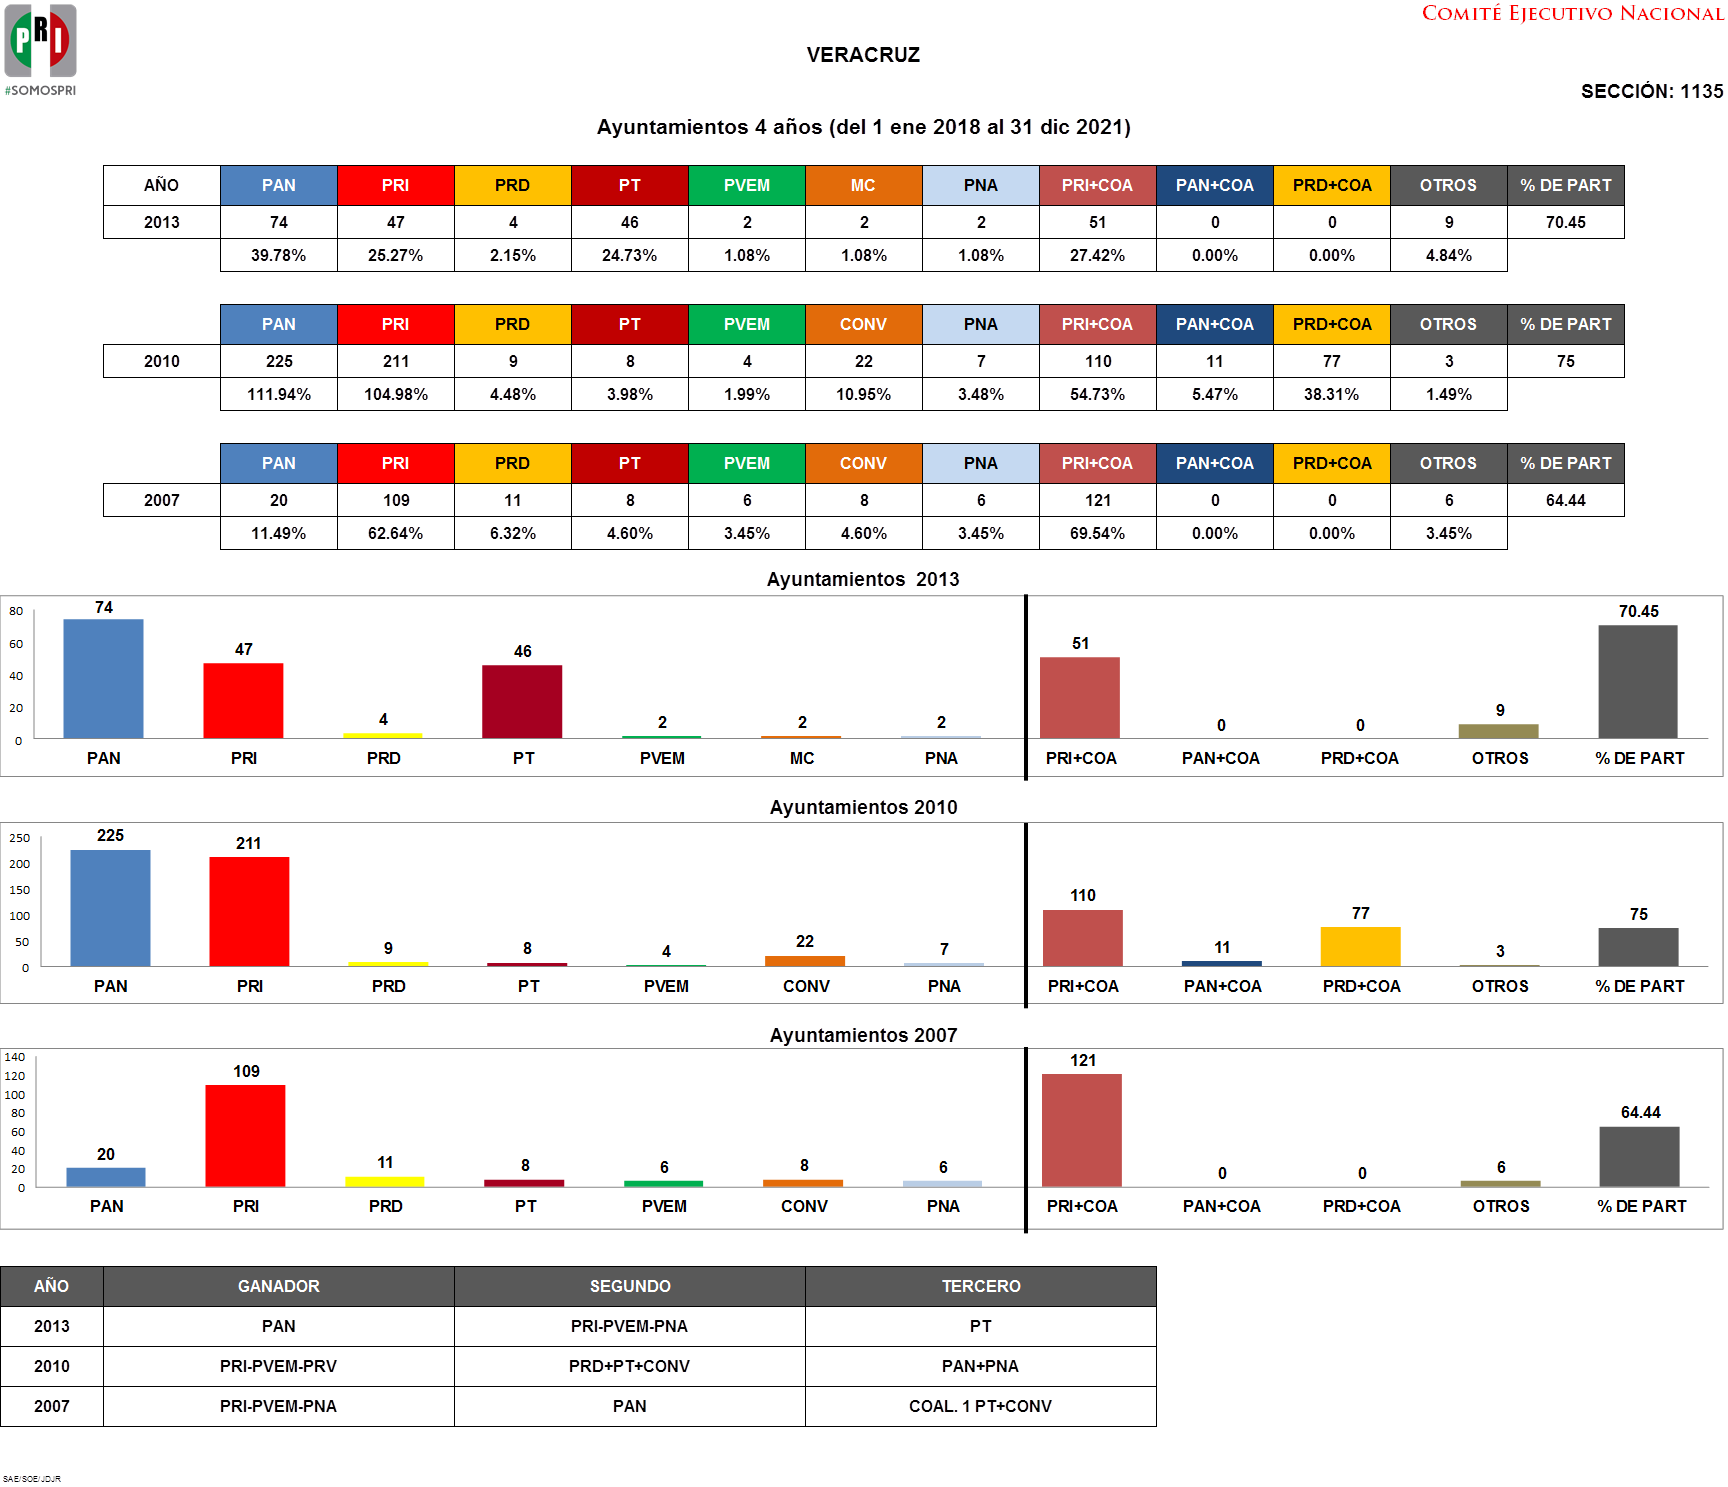 PRI
#SOMOSPRI
COMITÉ EJECUTIVO NACIONAL
VERACRUZ
SECCIÓN: 1135
Ayuntamientos 4 años (del 1 ene 2018 al 31 dic 2021)
AÑO PAN PRI PRD PT PVEM MC PNA PRI+COA PAN+COA PRD+COA OTROS % DE PART
2013 74 47 4 46 2 2 2 51 0 0 9 70.45
39.78% 25.27% 2.15% 24.73% 1.08% 1.08% 1.08% 27.42% 0.00% 0.00% 4.84%
PAN PRI PRD PT PVEM CONV PNA PRI+COA PAN+COA PRD+COA OTROS % DE PART
2010 225 211 9 8 4 22 7 110 11 77 3 75
111.94% 104.98% 4.48% 3.98% 1.99% 10.95% 3.48% 54.73% 5.47% 38.31% 1.49%
PAN PRI PRD PT PVEM CONV PNA PRI+COA PAN+COA PRD+COA OTROS % DE PART
2007 20 109 11 8 6 8 6 121 0 0 6 64.44
11.49% 62.64% 6.32% 4.60% 3.45% 4.60% 3.45% 69.54% 0.00% 0.00% 3.45%
Ayuntamientos 2013
80
60
40
20
0
74 47 4 46 2 2 2 51 0 0 9 70.45
PAN PRI PRD PT PVEM MC PNA PRI+COA PAN+COA PRD+COA OTROS % DE PART
Ayuntamientos 2010
250
200
150
100
50
0
225 211 9 8 4 22 7 110 11 77 3 75
PAN PRI PRD PT PVEM CONV PNA PRI+COA PAN+COA PRD+COA OTROS % DE PART
Ayuntamientos 2007
140
120
100
80
60
40
20
0
20 109 11 8 6 8 6 121 0 0 6 64.44
PAN PRI PRD PT PVEM CONV PNA PRI+COA PAN+COA PRD+COA OTROS % DE PART
AÑO GANADOR SEGUNDO TERCERO
2013 PAN PRI-PVEM-PNA PT
2010 PRI-PVEM-PRV PRD+PT+CONV PAN+PNA
2007 PRI-PVEM-PNA PAN COAL. 1 PT+CONV
SAE/SOE/JDJR